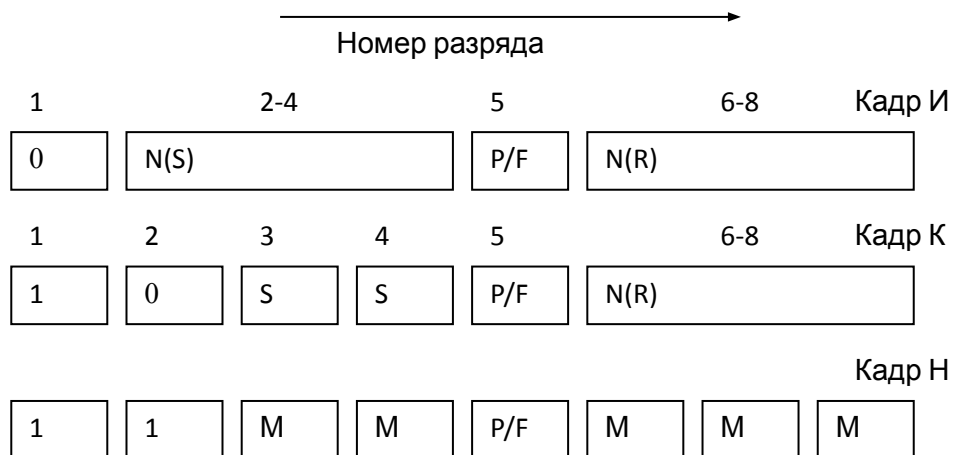 Номер разряда
1 2-4 5 6-8 Кадр И
0 N(S) P/F N(R)
1 2 3 4 5 6-8 Кадр К
1 0 S S P/F N(R)
Кадр Н
1 1 M M P/F M M M